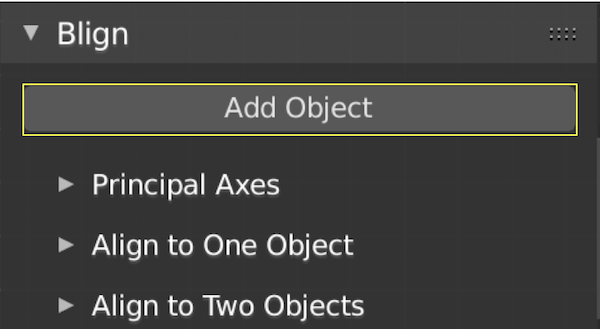 Blign
Add Object
Principal Axes
Align to One Object
Align to Two Objects